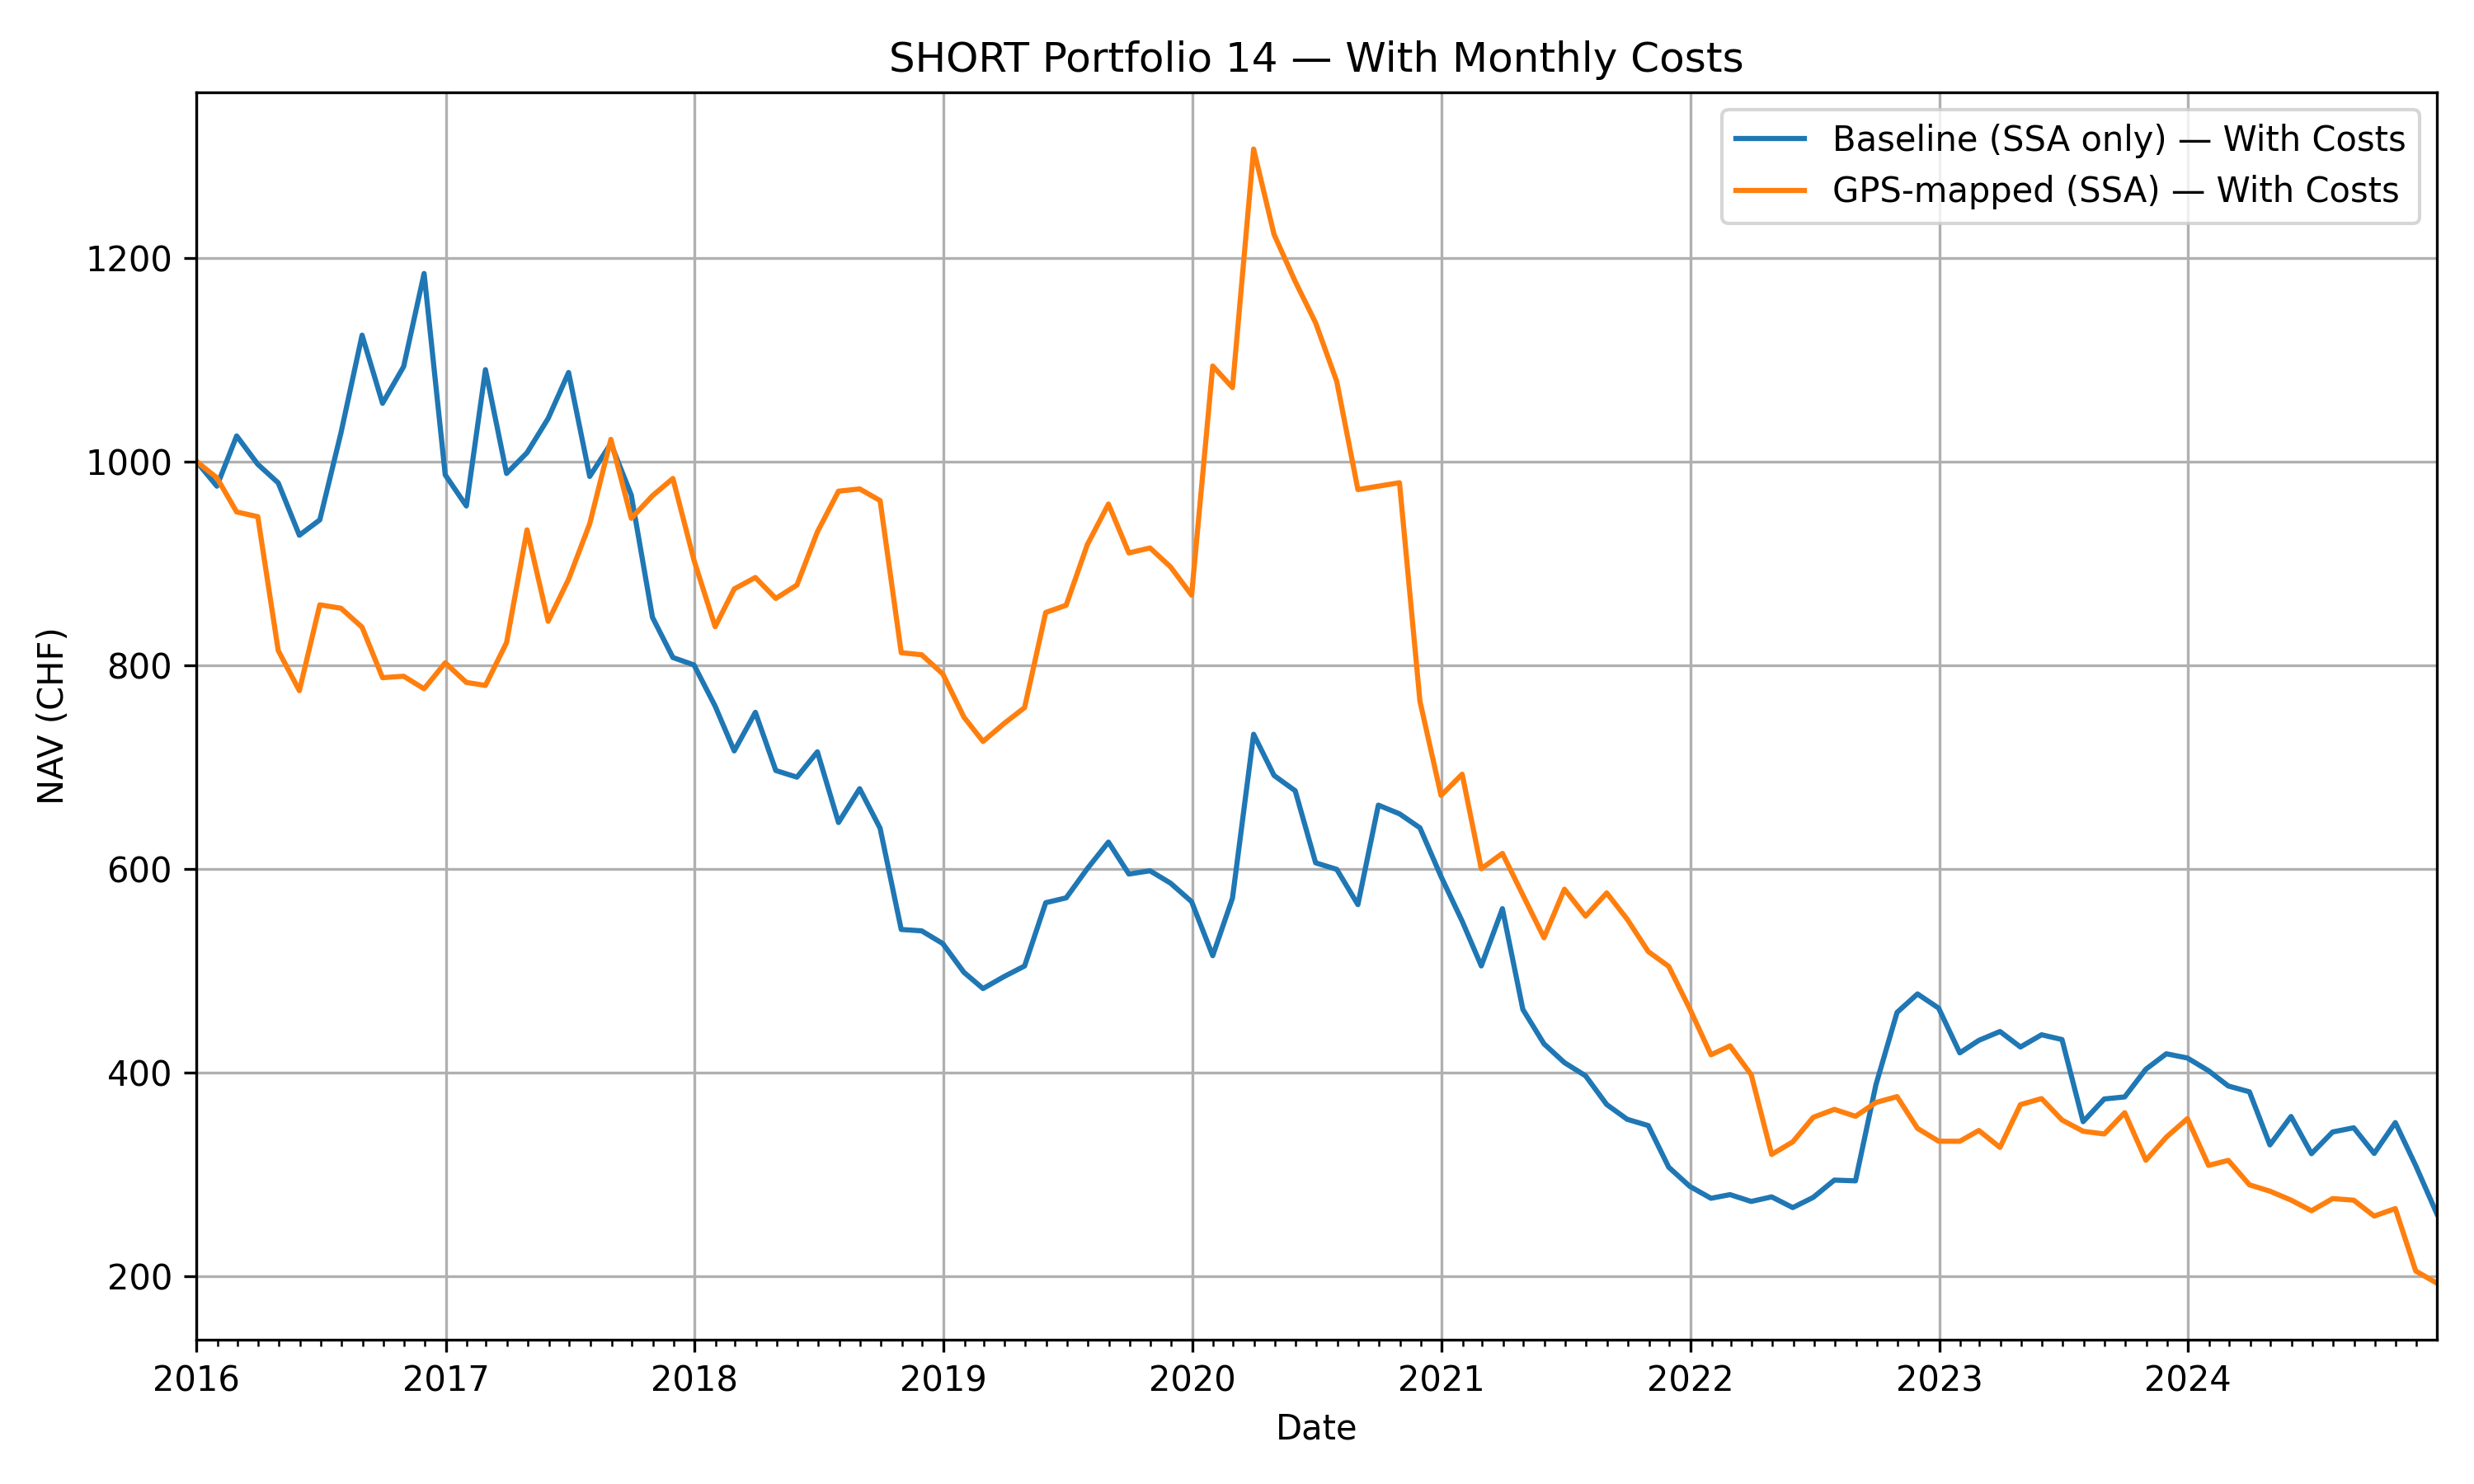 SHORT Portfolio 14 — With Monthly Costs
Baseline (SSA only) — With Costs
GPS-mapped (SSA) — With Costs
NAV (CHF)
1200
1000
800
600
400
200
2016 2017 2018 2019 2020 2021 2022 2023 2024
Date